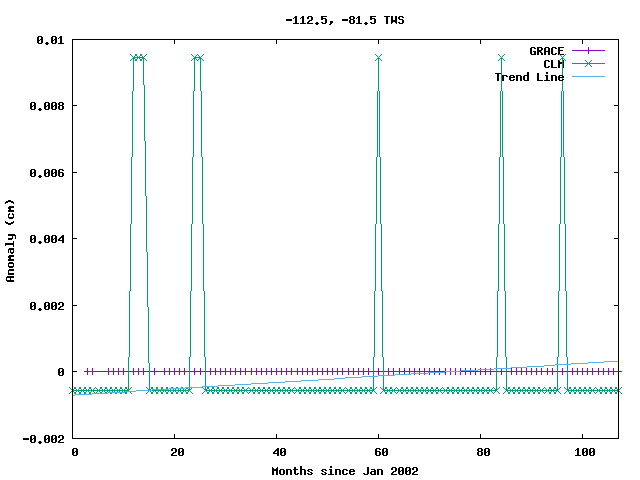 -112.5, -81.5 TWS
0.01
0.008
0.006
0.004
0.002
0
-0.002
Anomaly (cm)
GRACE
CLM
Trend Line
0 20 40 60 80 100
Months since Jan 2002